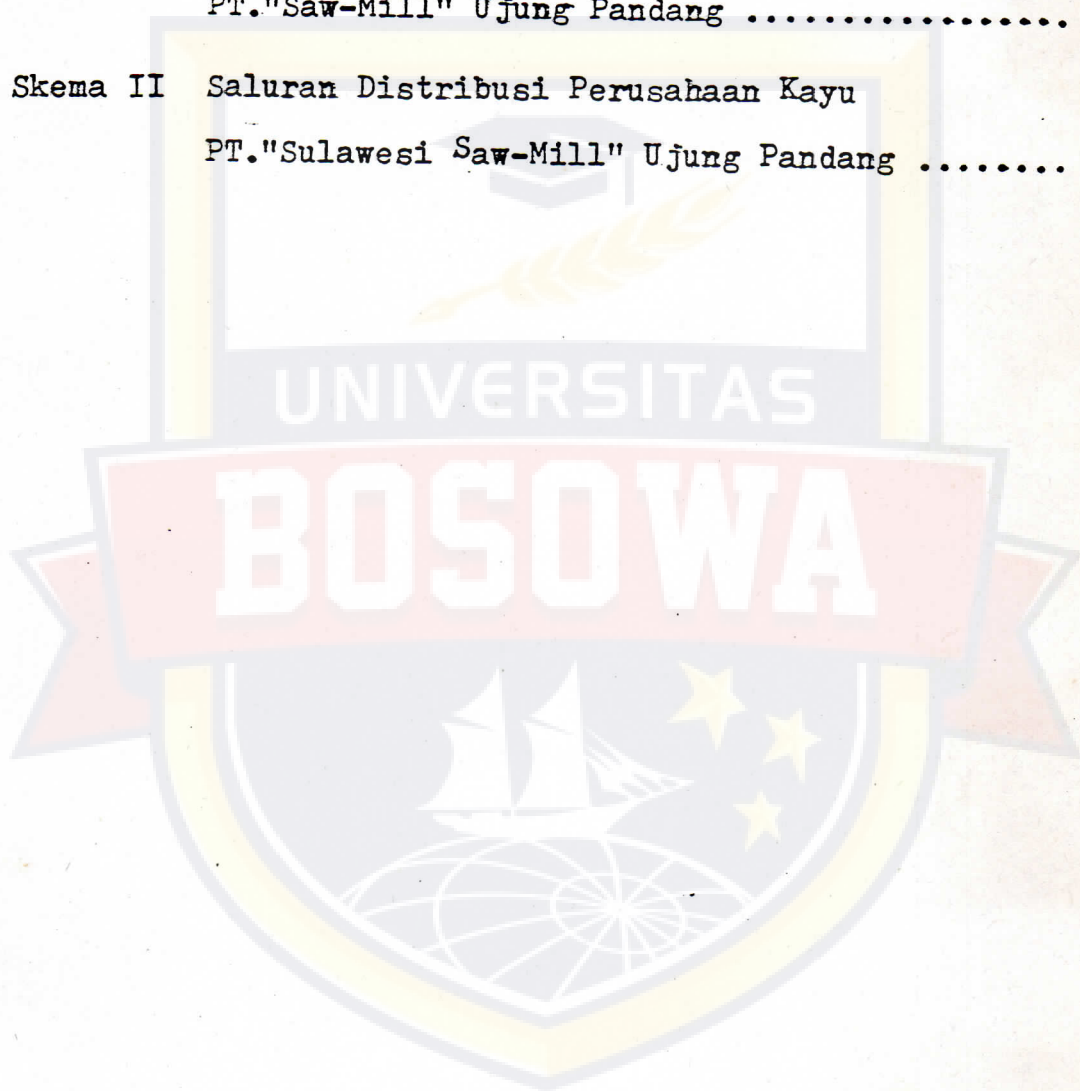 PT."Saw-Mill" Ujung Pandang ..................
Skema II Saluran Distribusi Perusahaan Kayu
PT."Sulawesi Saw-Mill" Ujung Pandang ........
UNIVERSITAS
BOSOWA